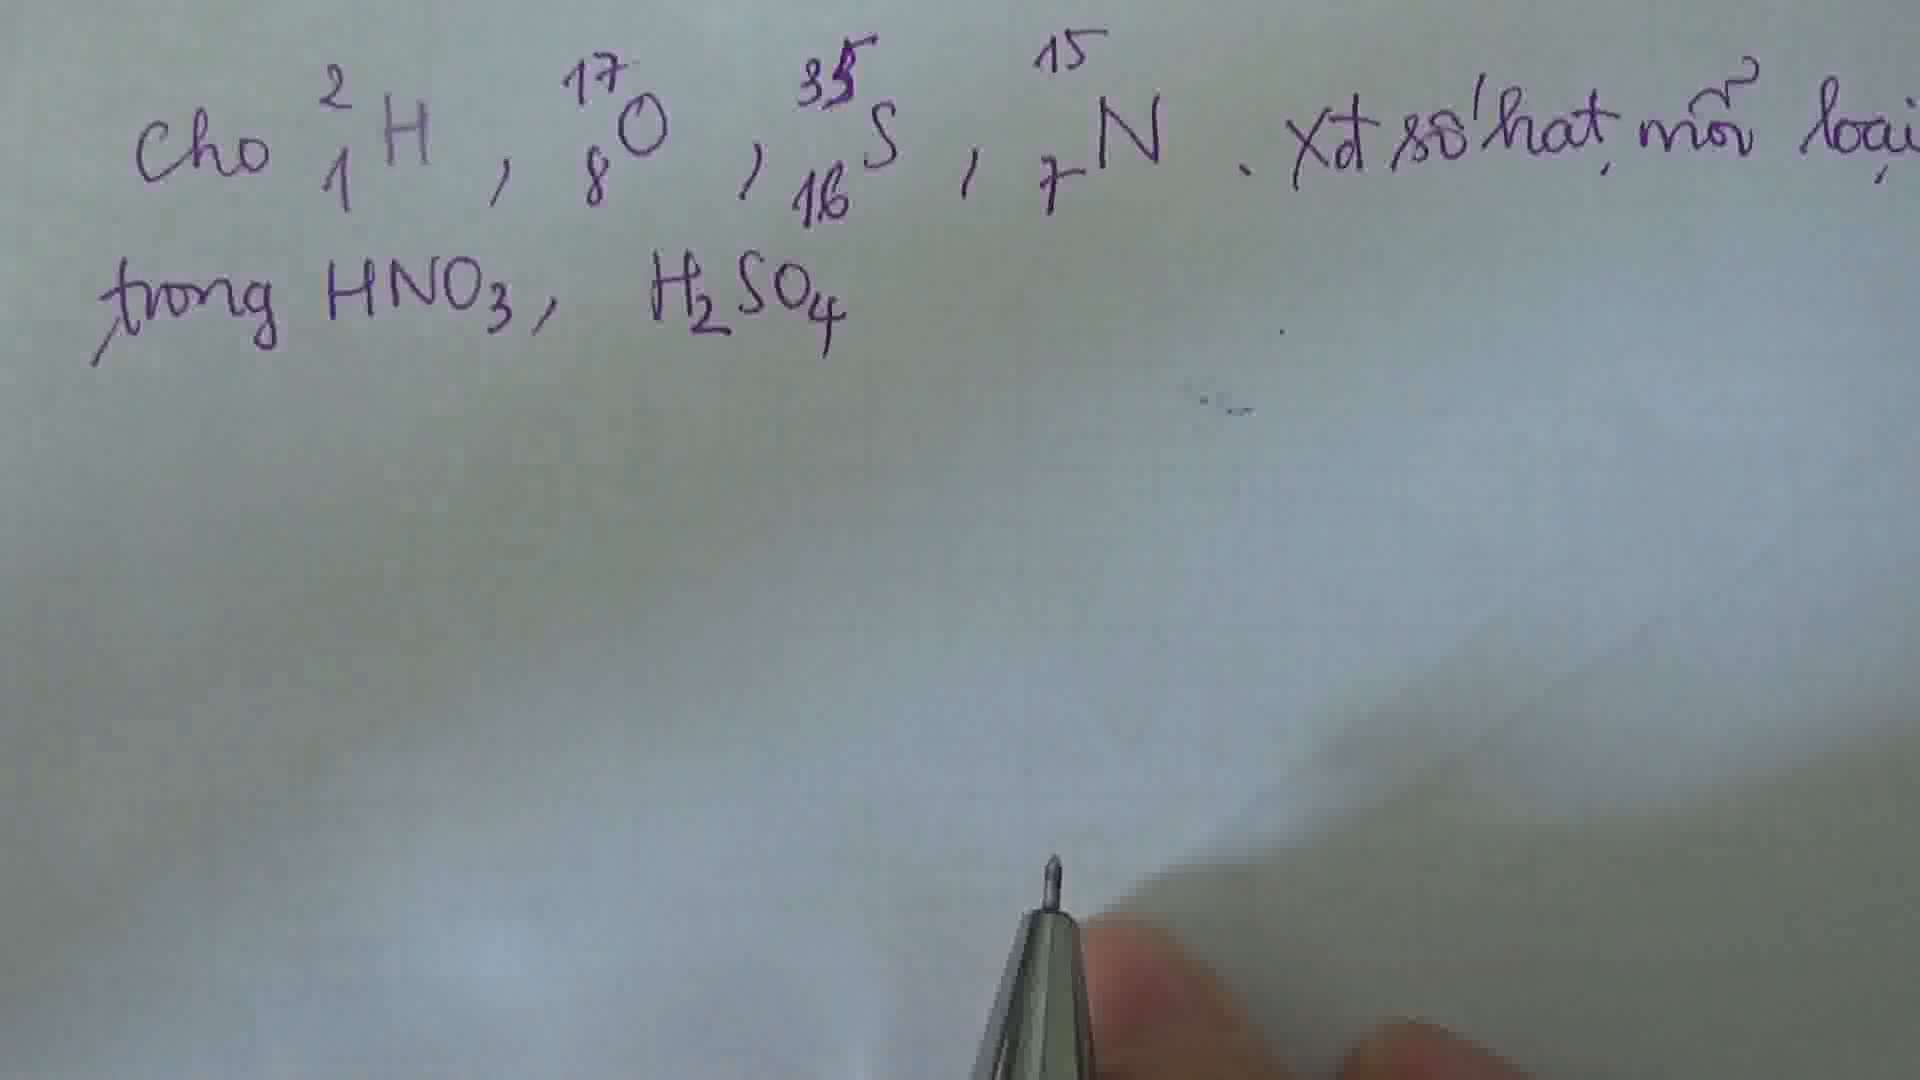 Cho ²₁H, ¹⁷₈O, ³⁵₁₆S, ¹⁵₇N. Xđ số hạt mỗi loại
trong HNO₃, H₂SO₄